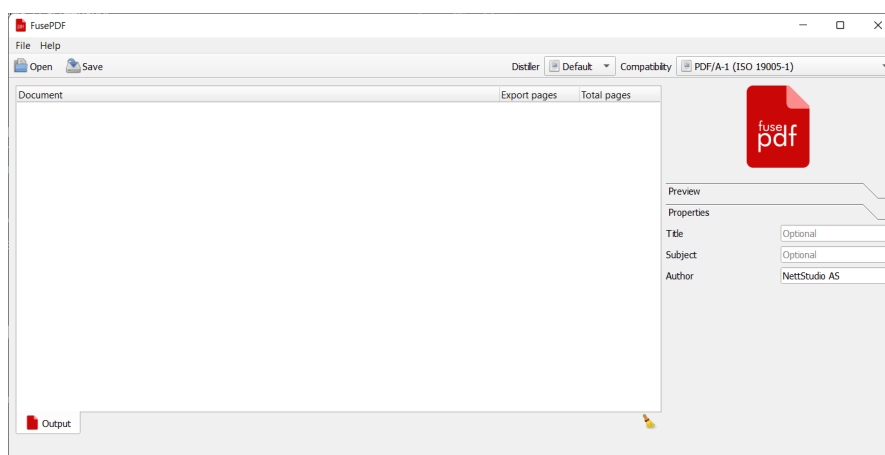 FusePDF
File Help
Open Save Distiller Default Compatibility PDF/A-1 (ISO 19005-1)
Document Export pages Total pages
fuse
pdf
Preview
Properties
Title Optional
Subject Optional
Author NettStudio AS
Output